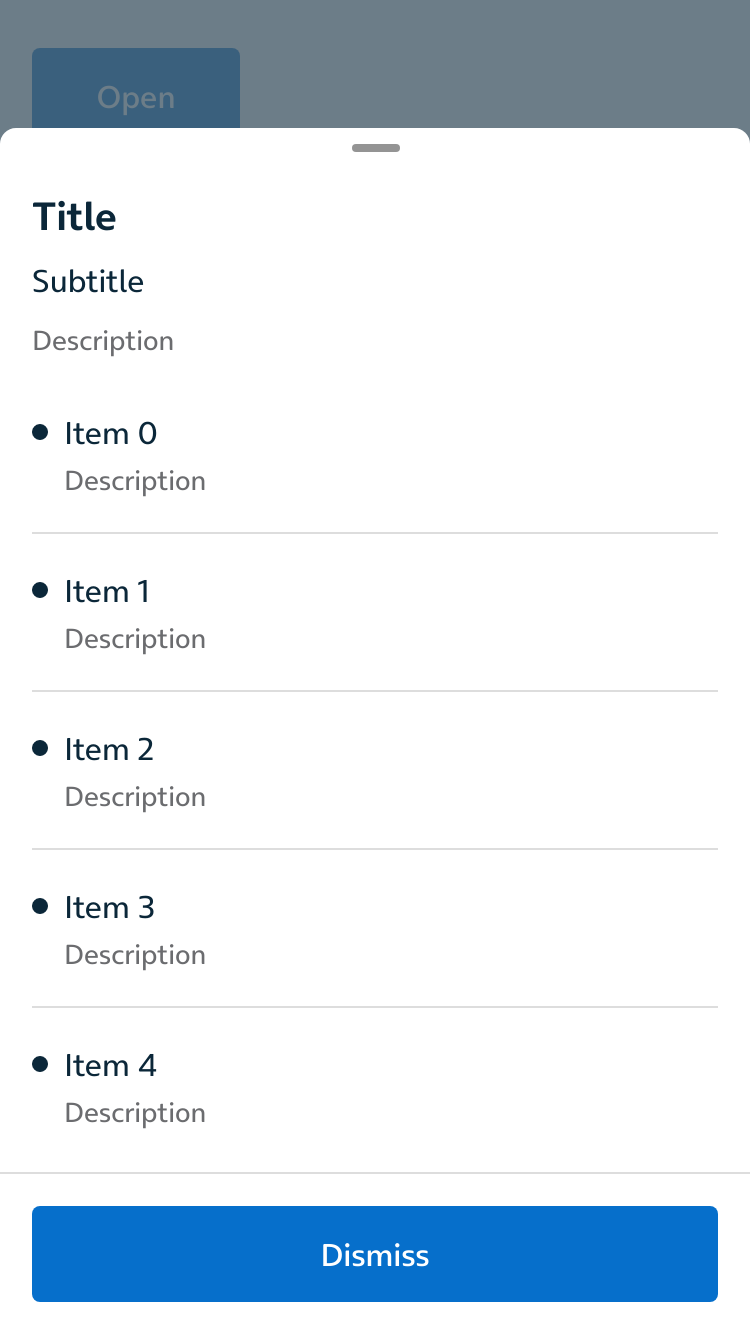 Open
Title
Subtitle
Description
Item 0
Description
Item 1
Description
Item 2
Description
Item 3
Description
Item 4
Description
Dismiss